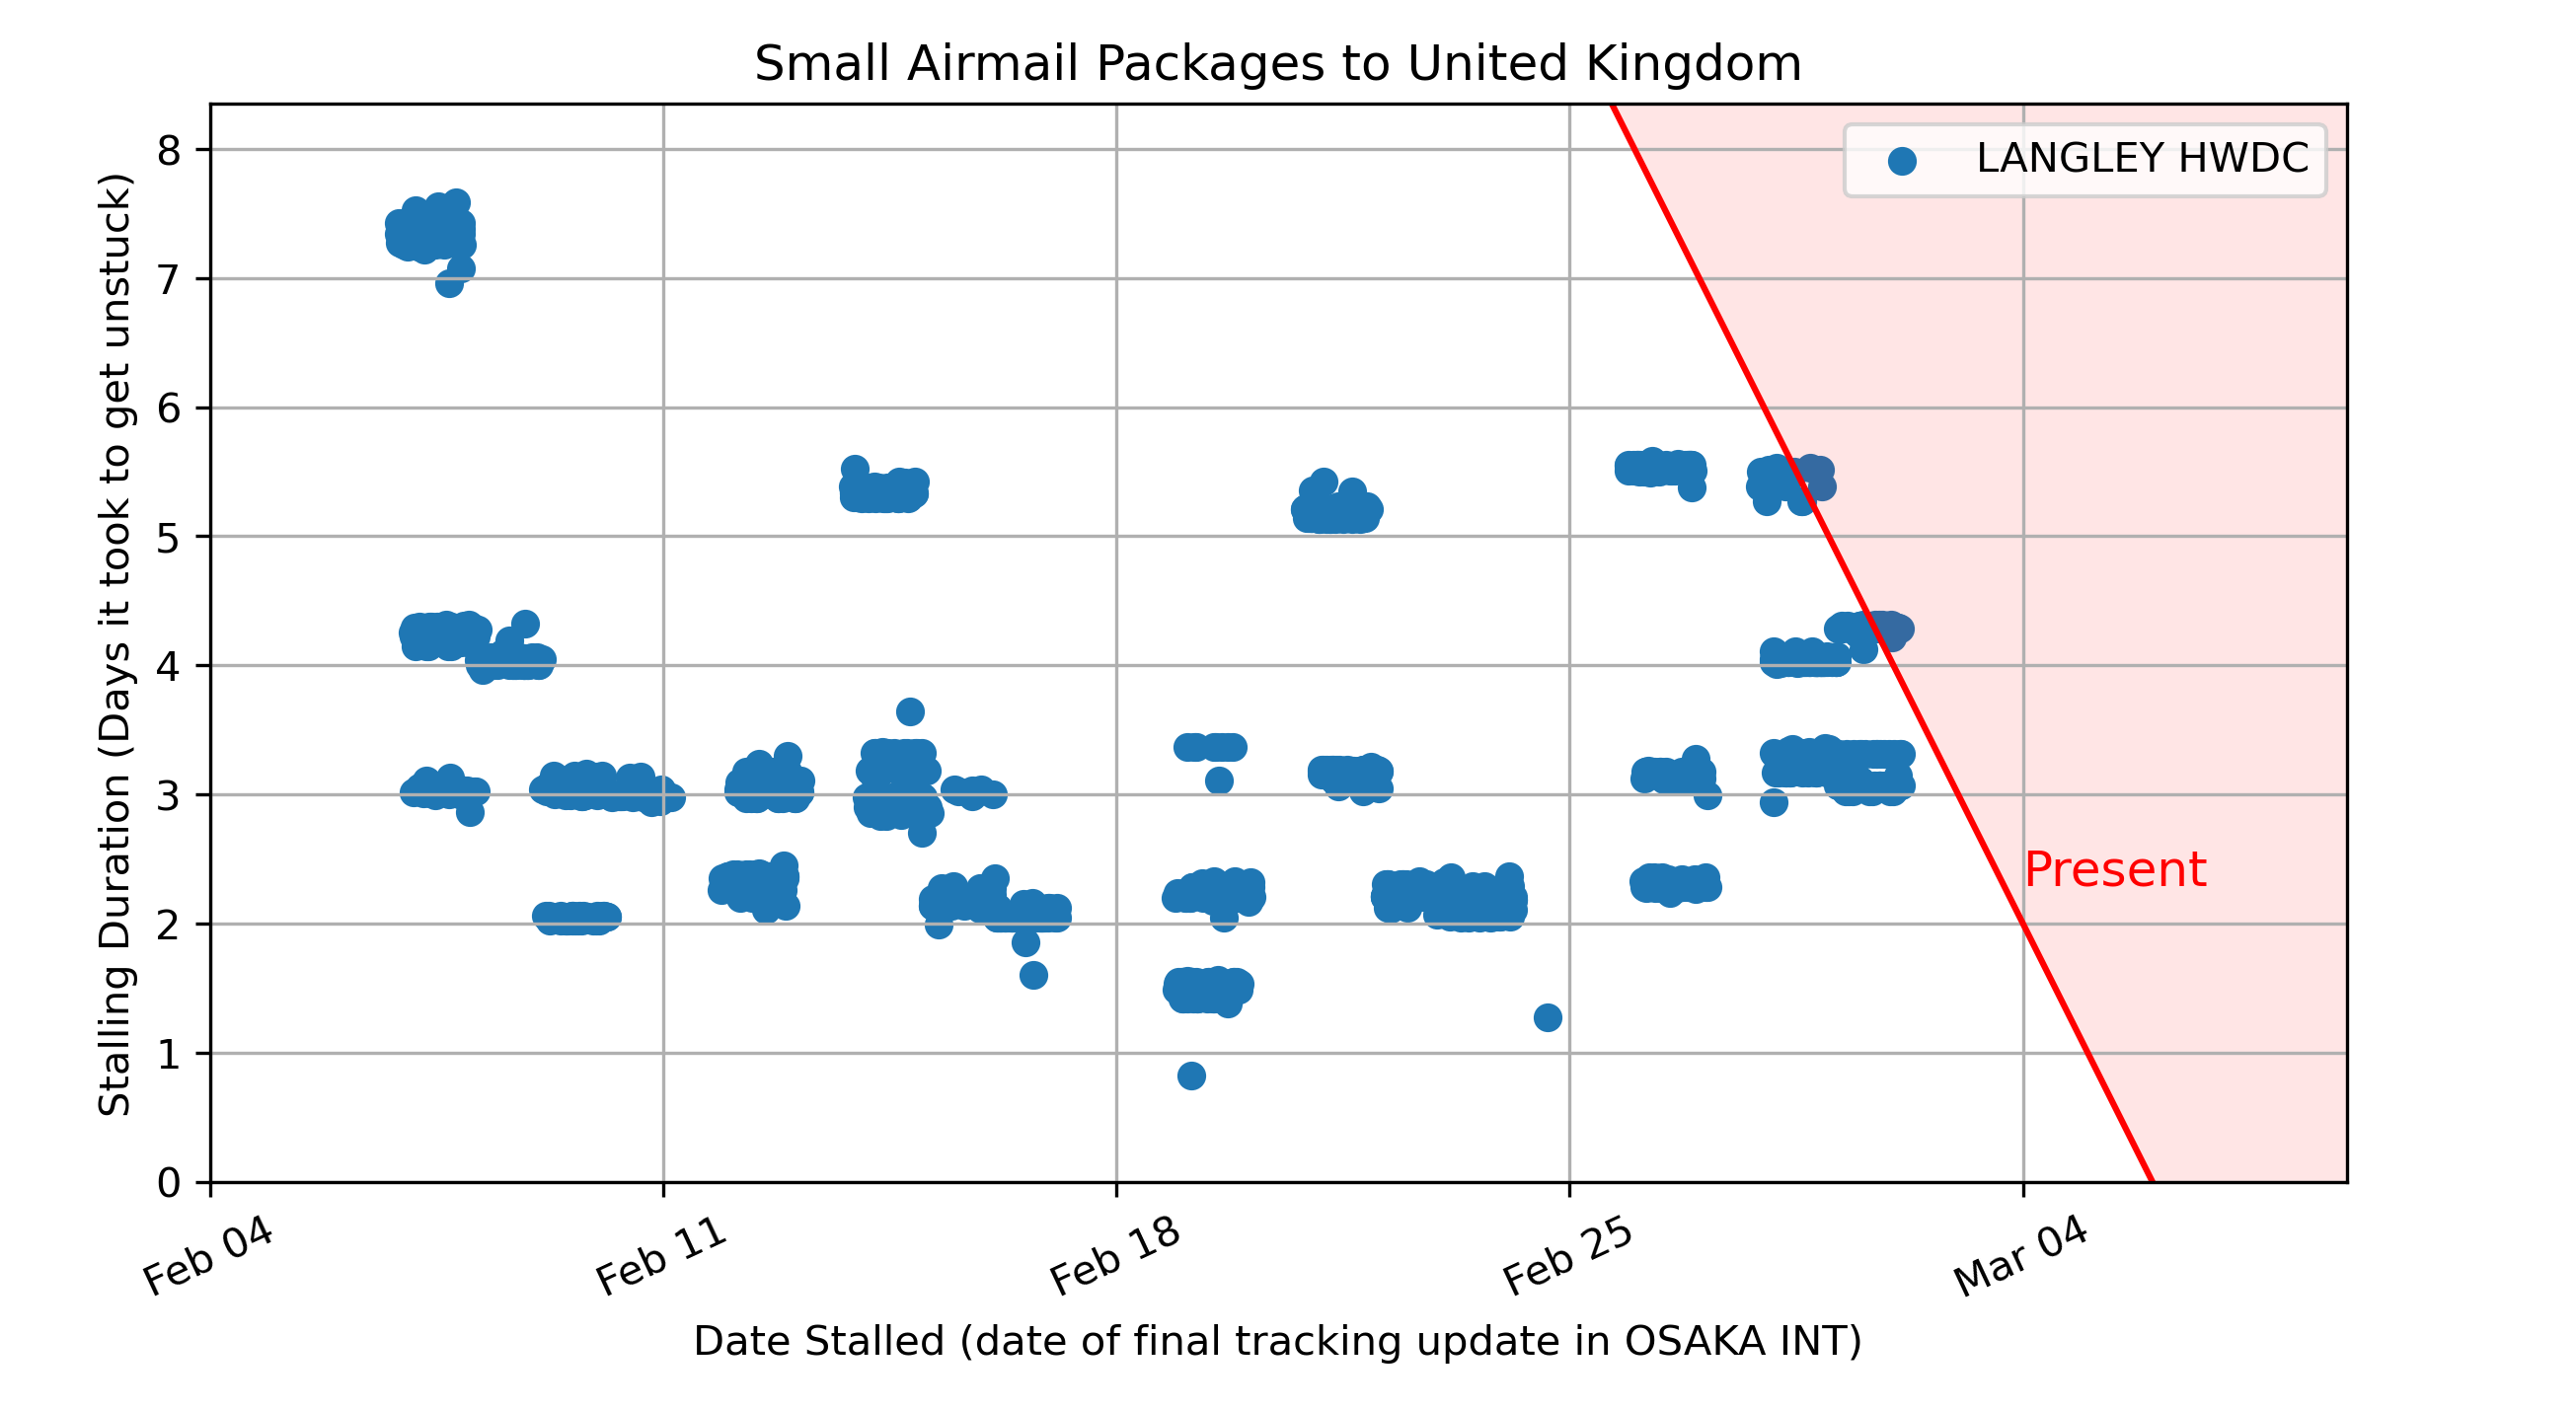 Small Airmail Packages to United Kingdom
Stalling Duration (Days it took to get unstuck)
8
7
6
5
4
3
2
1
0
LANGLEY HWDC
Present
Feb 04
Feb 11
Feb 18
Feb 25
Mar 04
Date Stalled (date of final tracking update in OSAKA INT)